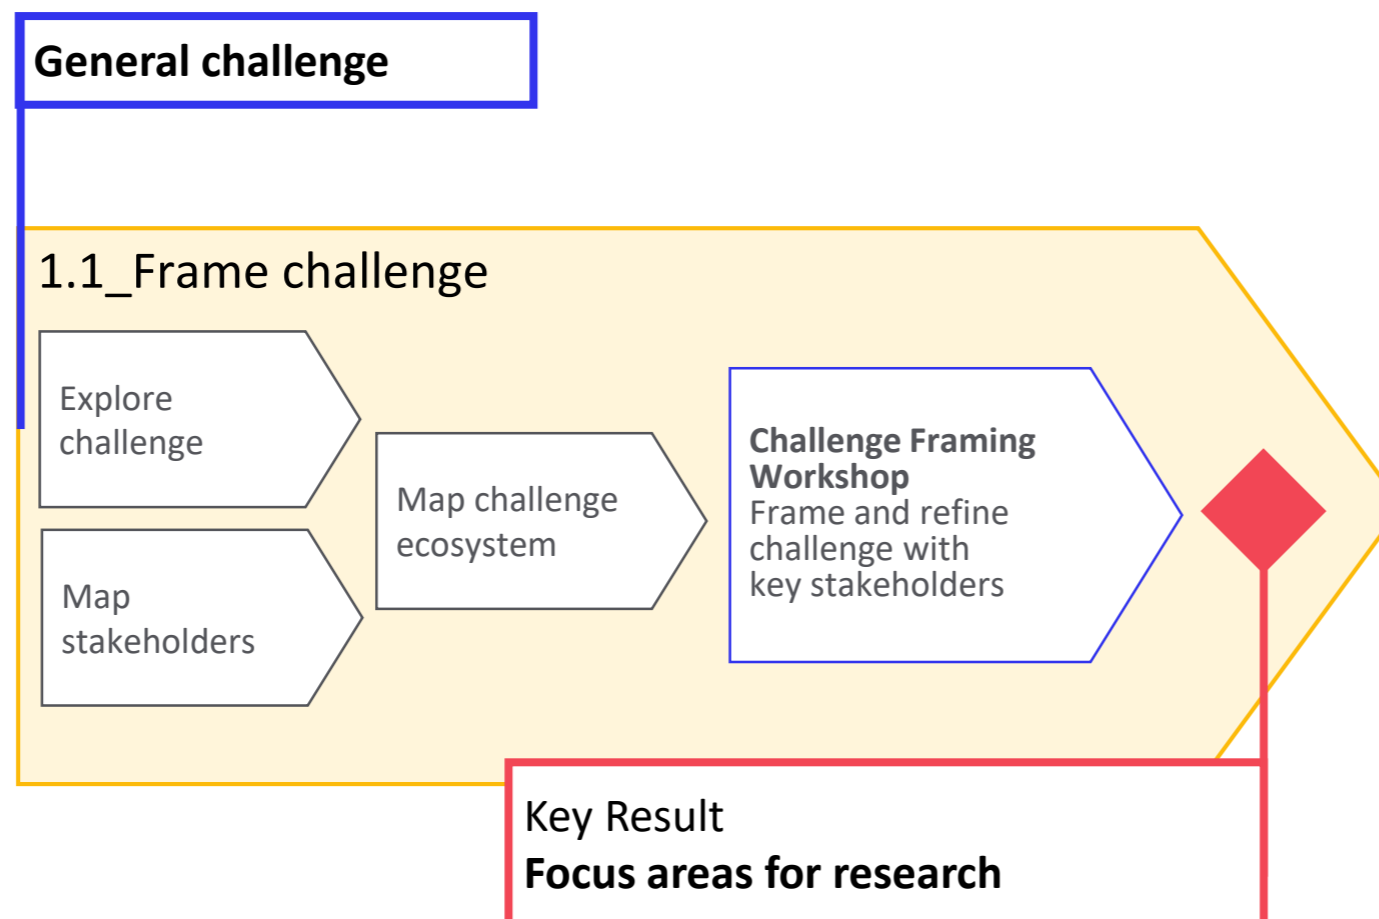 General challenge
1.1_Frame challenge
Explore
challenge
Map
stakeholders
Map challenge
ecosystem
Challenge Framing
Workshop
Frame and refine
challenge with
key stakeholders
Key Result
Focus areas for research